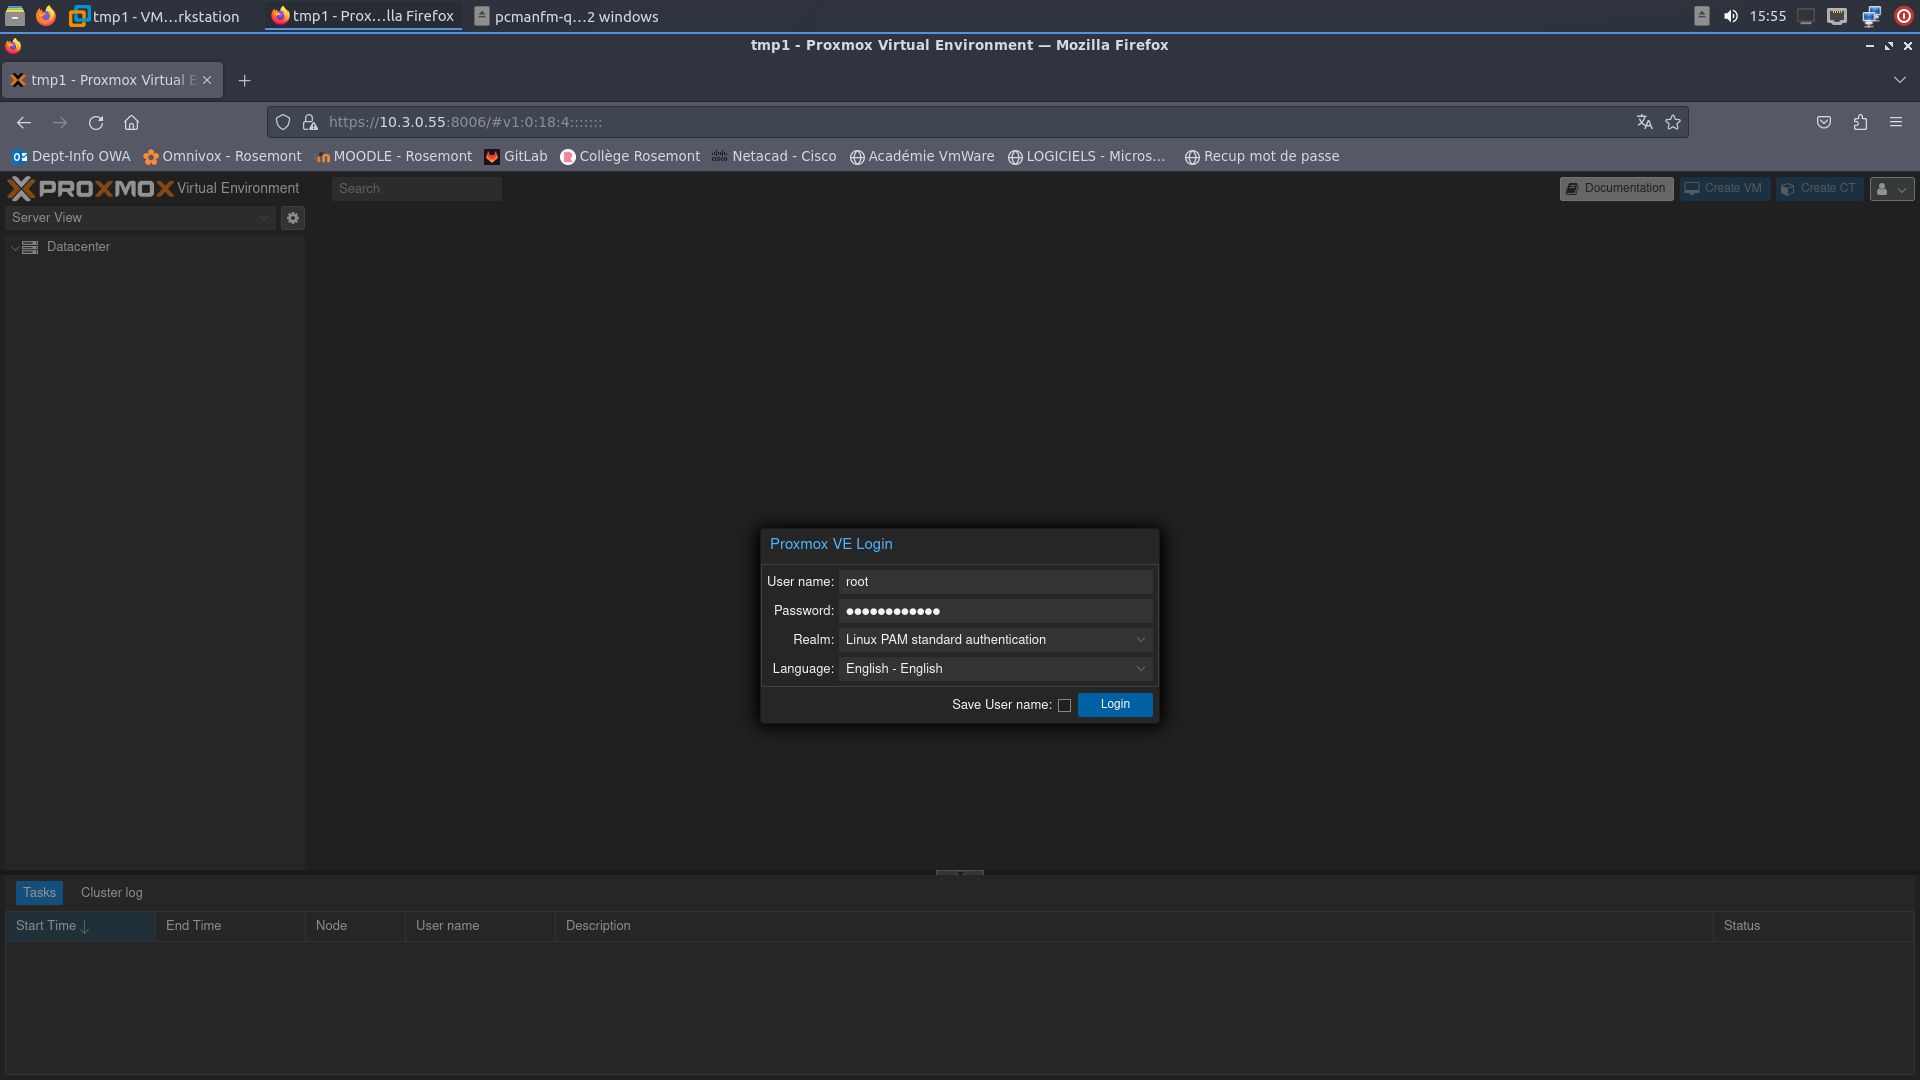 tmp1 - VM...rkstation
tmp1 - Prox...lla Firefox
pcmanfm-q...2 windows
15:55
tmp1 - Proxmox Virtual Environment — Mozilla Firefox
tmp1 - Proxmox Virtual E
https://10.3.0.55:8006/#v1:0:18:4:::::::
Dept-Info OWA
Omnivox - Rosemont
MOODLE - Rosemont
GitLab
Collège Rosemont
Netacad - Cisco
Académie VmWare
LOGICIELS - Micros...
Recup mot de passe
PROXMOX Virtual Environment
Search
Documentation
Create VM
Create CT
Server View
Datacenter
Proxmox VE Login
User name: root
Password: ●●●●●●●●●●●●
Realm: Linux PAM standard authentication
Language: English - English
Save User name:
Login
Tasks
Cluster log
Start Time
End Time
Node
User name
Description
Status